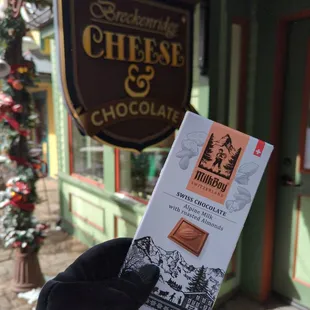 Breckenridge
CHEESE
&
CHOCOLATE
MilkBoy
SWITZERLAND
SWISS CHOCOLATE
Alpine Milk
with roasted Almonds